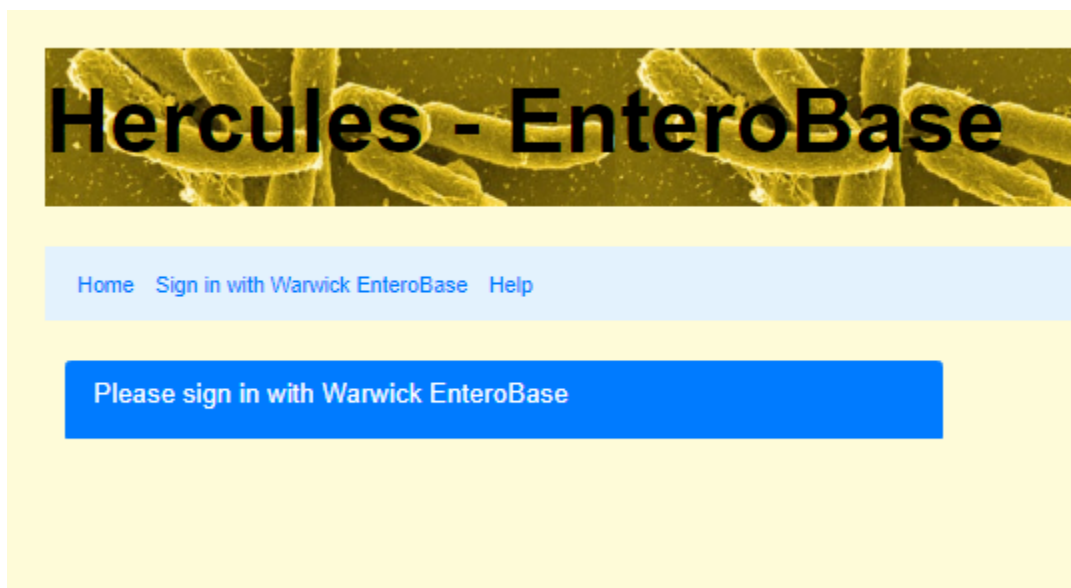 Hercules - EnteroBase
Home Sign in with Warwick EnteroBase Help
Please sign in with Warwick EnteroBase